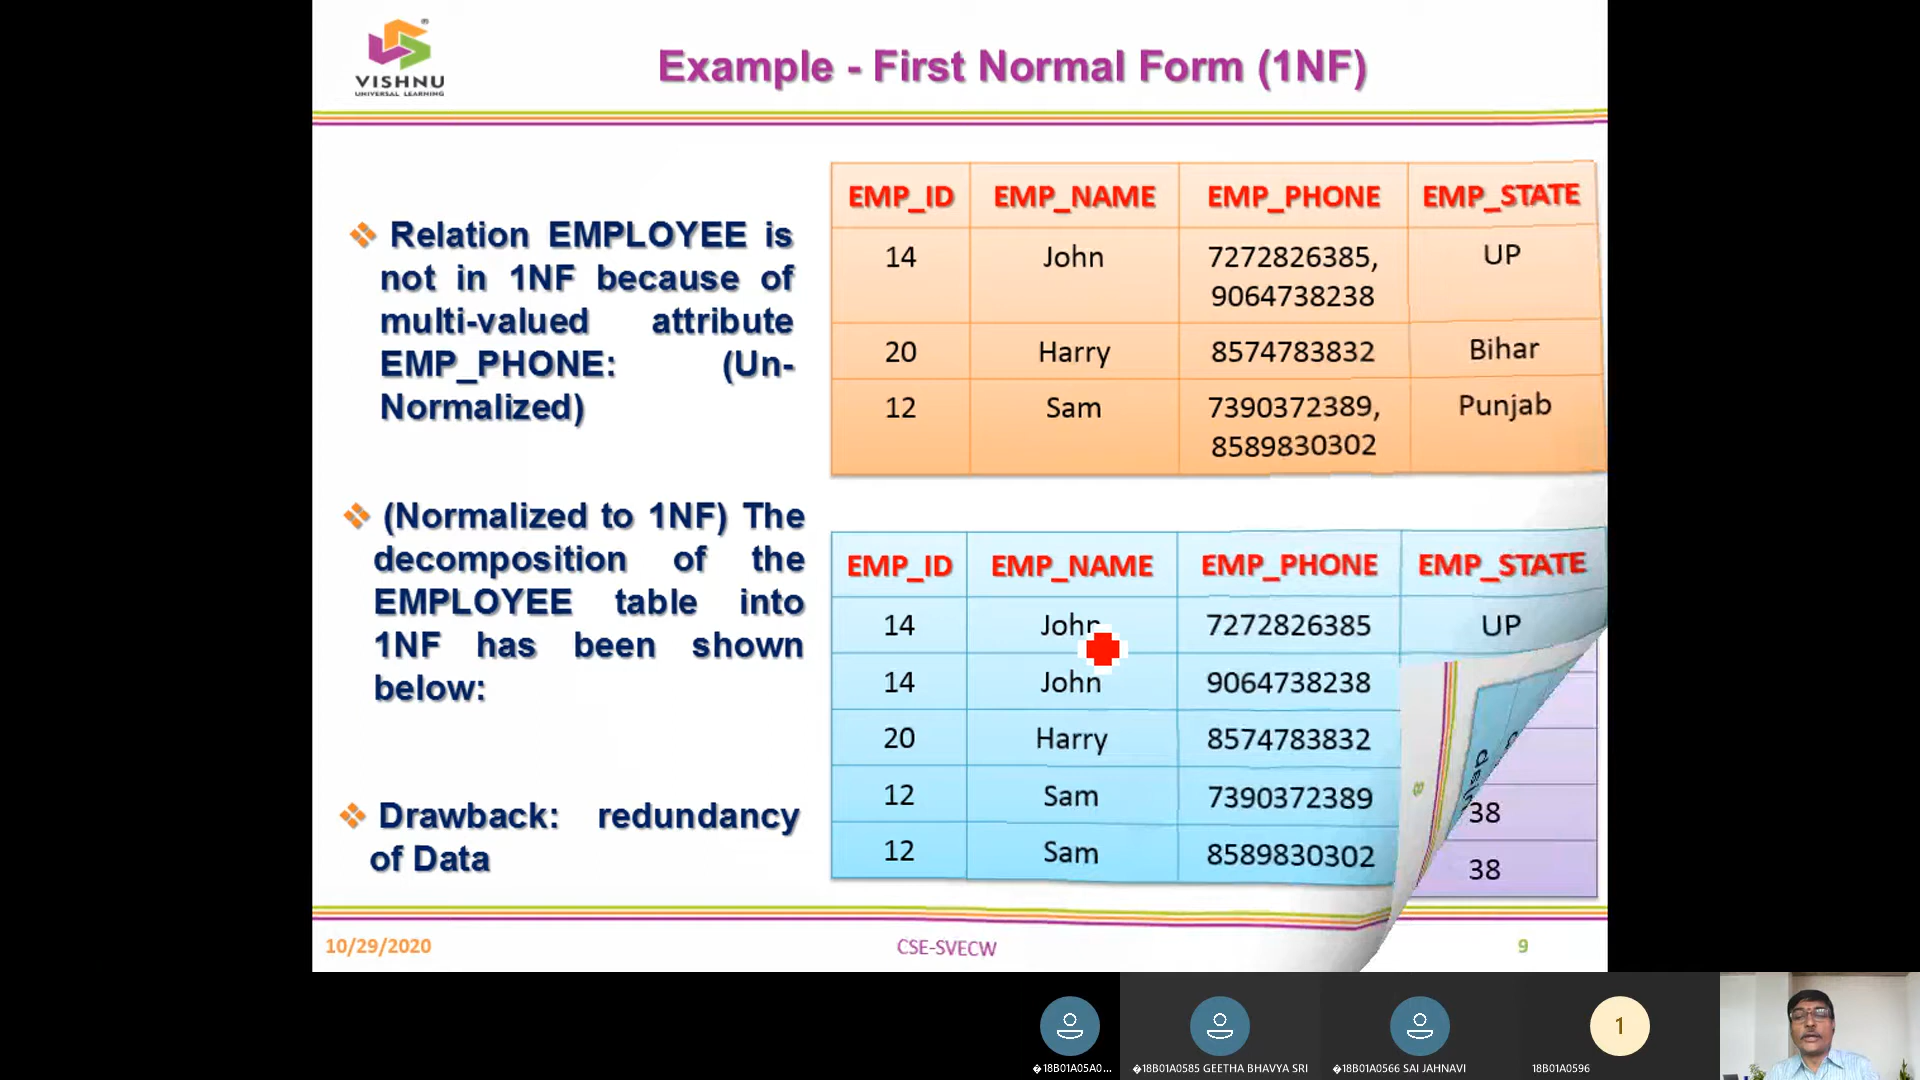 VISHNU
UNIVERSAL LEARNING
Example - First Normal Form (1NF)
Relation EMPLOYEE is
not in 1NF because of
multi-valued attribute
EMP_PHONE: (Un-
Normalized)
EMP_ID EMP_NAME EMP_PHONE EMP_STATE
14 John 7272826385, UP
9064738238
20 Harry 8574783832 Bihar
12 Sam 7390372389, Punjab
8589830302
(Normalized to 1NF) The
decomposition of the
EMPLOYEE table into
1NF has been shown
below:
EMP_ID EMP_NAME EMP_PHONE EMP_STATE
14 John 7272826385 UP
14 John 9064738238
20 Harry 8574783832
12 Sam 7390372389
12 Sam 8589830302
38
38
8
Drawback: redundancy
of Data
10/29/2020 CSE-SVECW 9
1
18B01A05A0...
18B01A0585 GEETHA BHAVYA SRI
18B01A0566 SAI JAHNAVI
18B01A0596